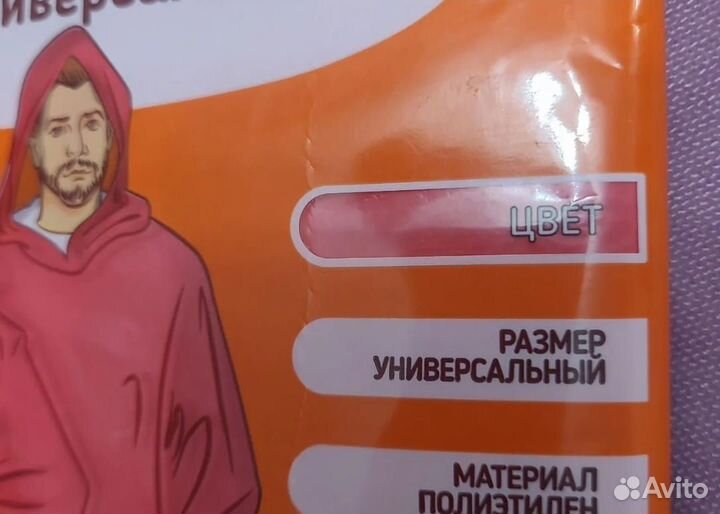 ЦВЕТ
РАЗМЕР
УНИВЕРСАЛЬНЫЙ
МАТЕРИАЛ
ПОЛИЭТИЛЕН
Avito